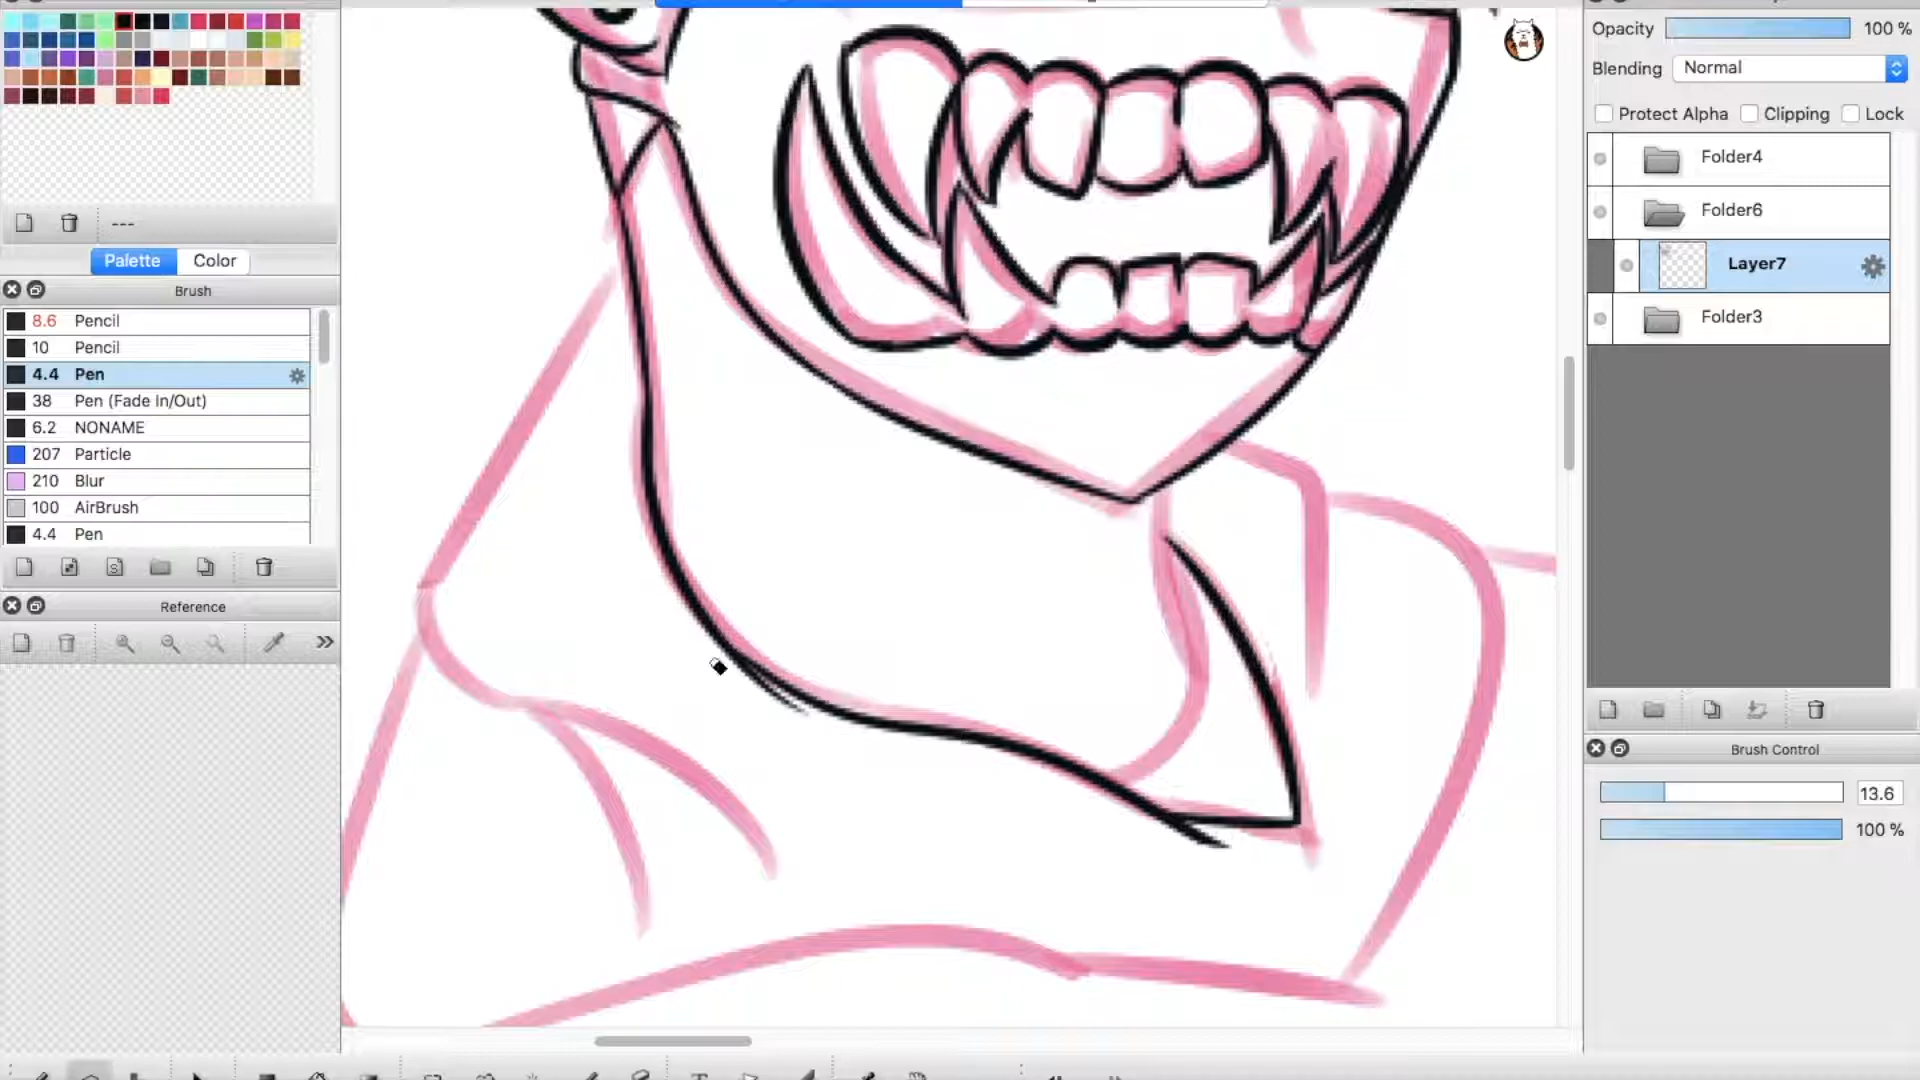 Opacity 100 %
Blending Normal
Protect Alpha Clipping Lock
Folder4
Folder6
Layer7
Folder3
---
Palette Color
Brush
8.6 Pencil
10 Pencil
4.4 Pen
38 Pen (Fade In/Out)
6.2 NONAME
207 Particle
210 Blur
100 AirBrush
4.4 Pen
Reference
Brush Control
13.6
100 %